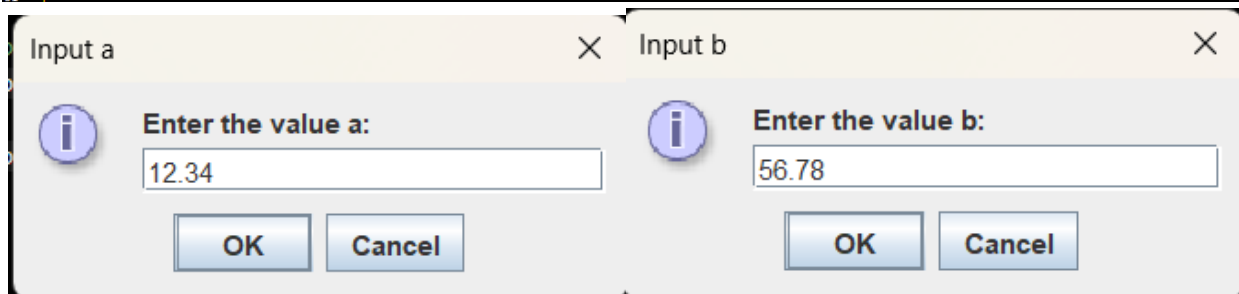 Input a
Enter the value a:
12.34
OK Cancel
Input b
Enter the value b:
56.78
OK Cancel